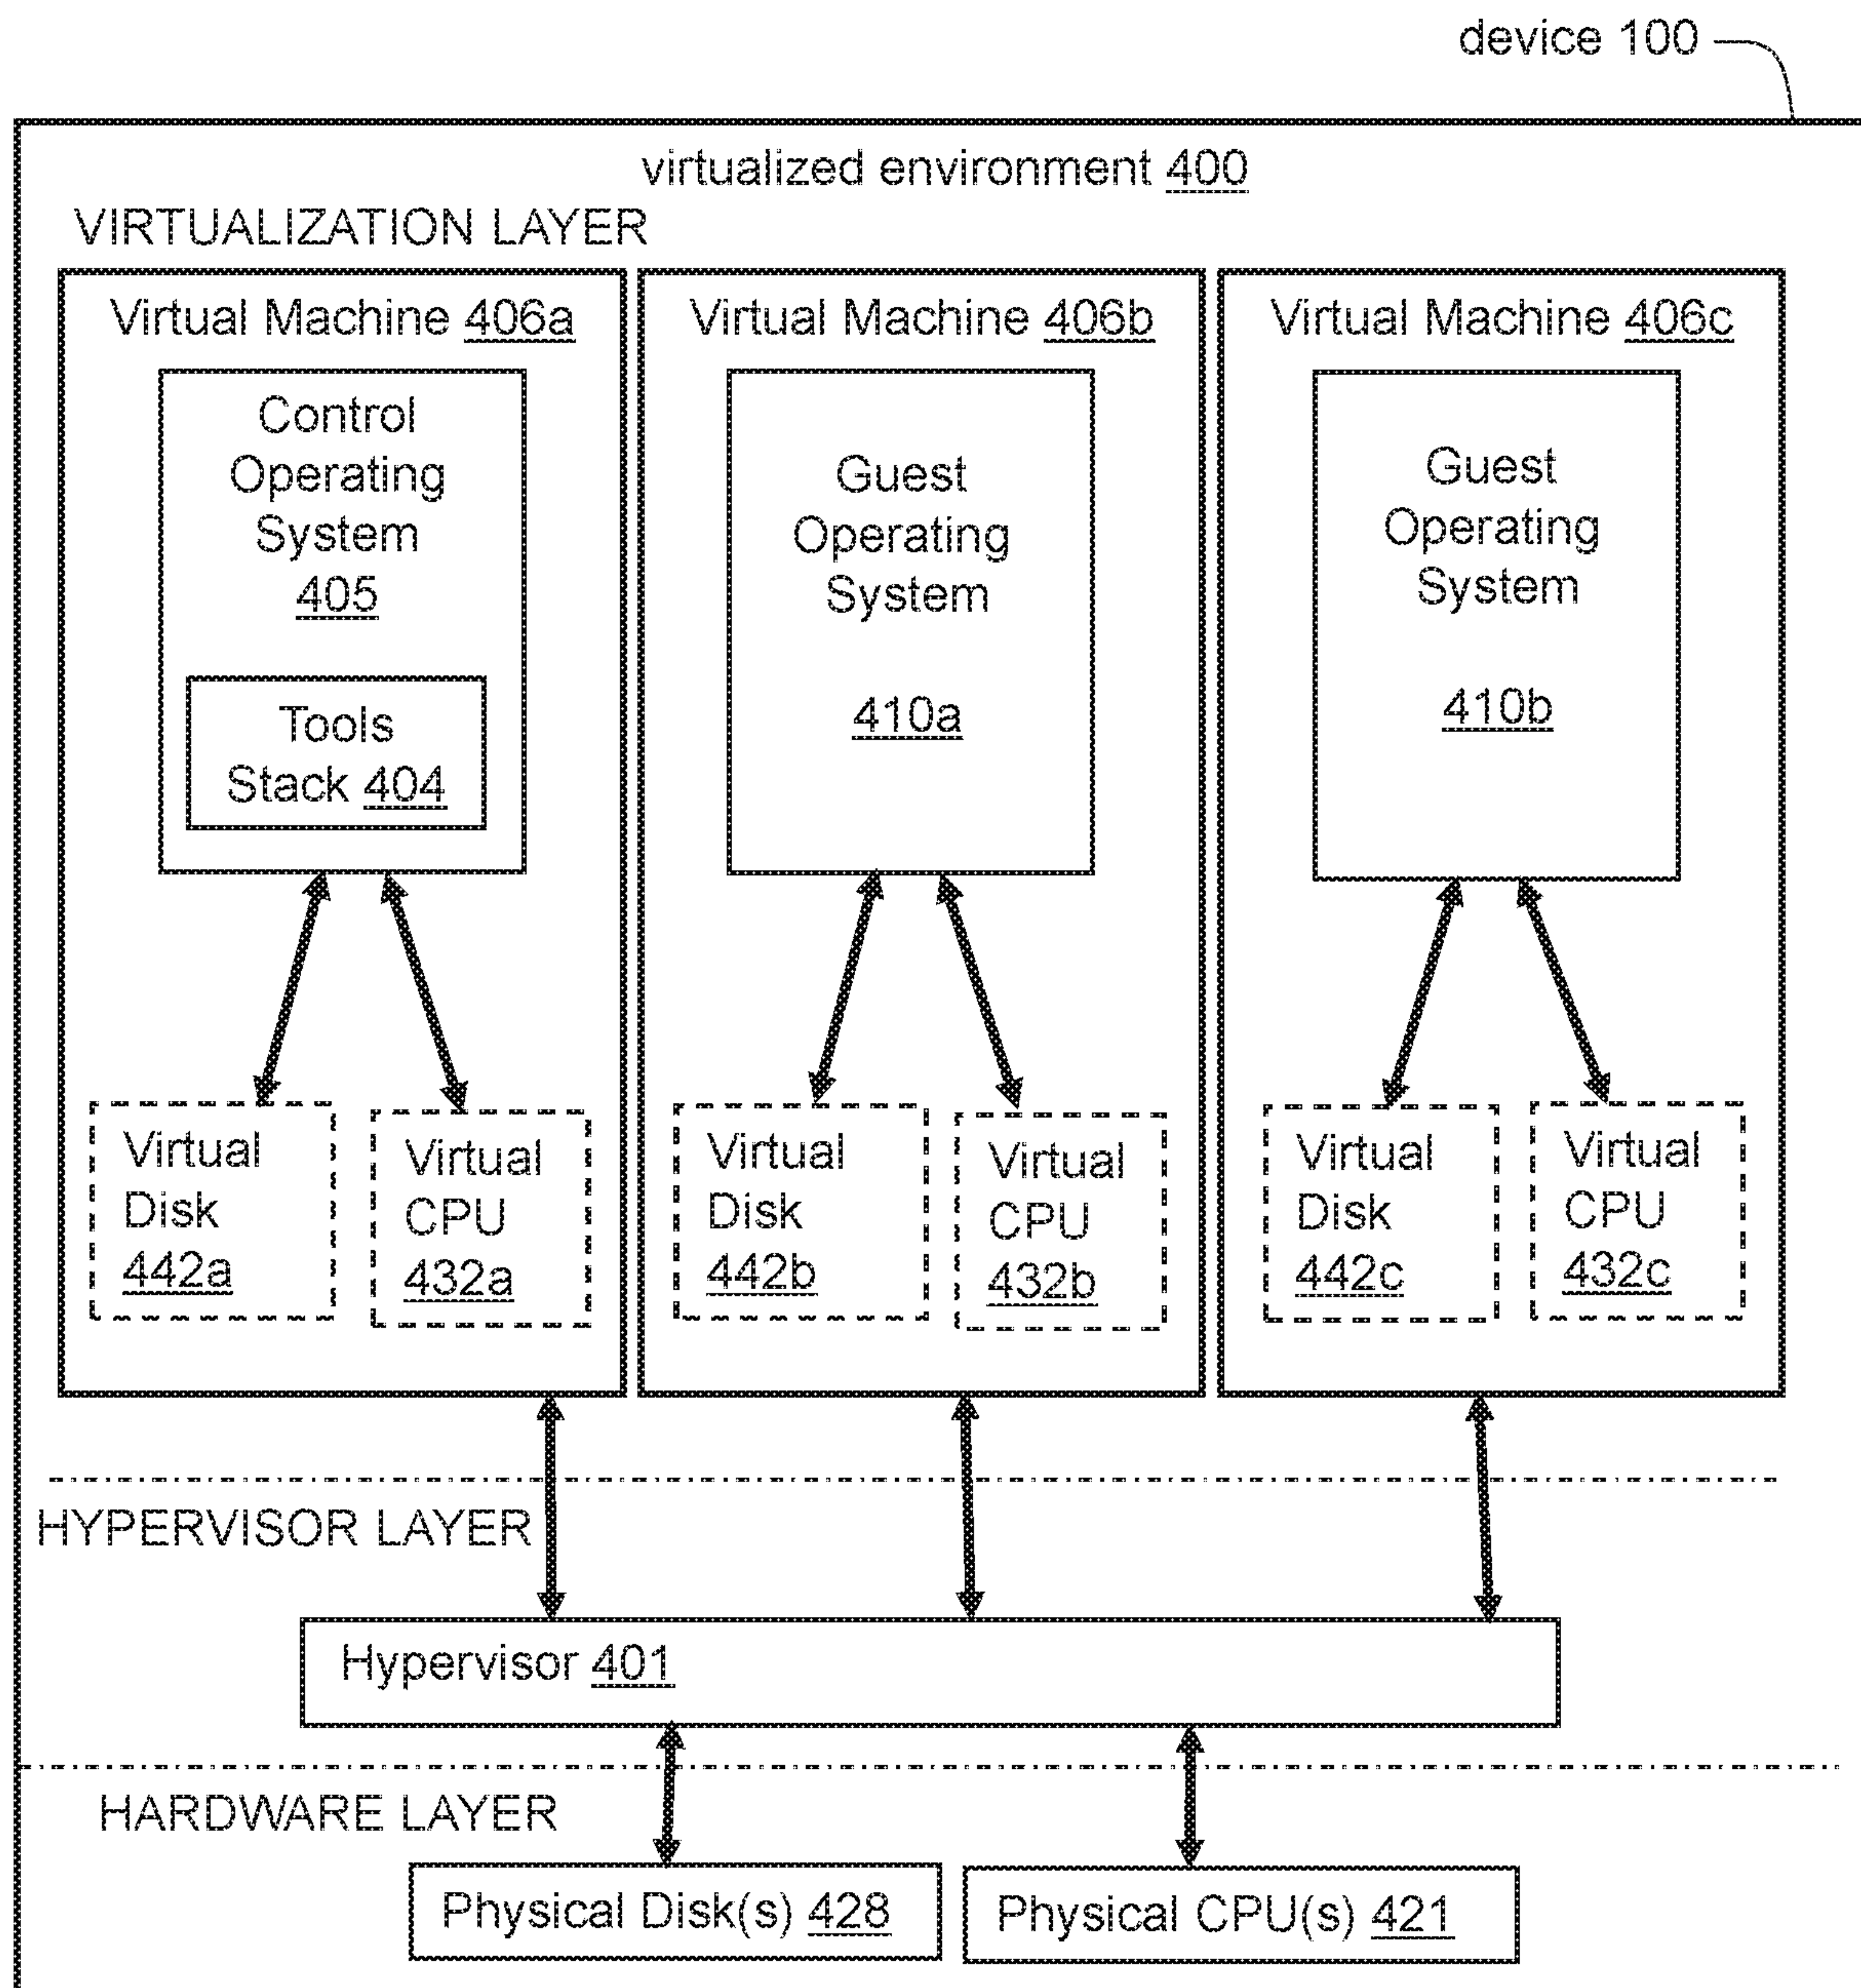 device 100
virtualized environment 400
VIRTUALIZATION LAYER
Virtual Machine 406a
Control
Operating
System
405
Tools
Stack 404
Virtual
Disk
442a
Virtual
CPU
432a
Virtual Machine 406b
Guest
Operating
System
410a
Virtual
Disk
442b
Virtual
CPU
432b
Virtual Machine 406c
Guest
Operating
System
410b
Virtual
Disk
442c
Virtual
CPU
432c
HYPERVISOR LAYER
Hypervisor 401
HARDWARE LAYER
Physical Disk(s) 428
Physical CPU(s) 421